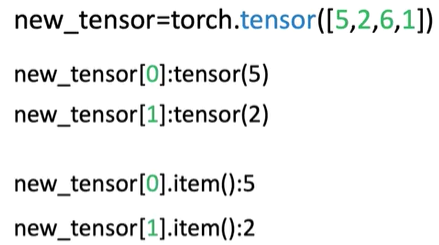 new_tensor=torch.tensor([5,2,6,1])
new_tensor[0]:tensor(5)
new_tensor[1]:tensor(2)
new_tensor[0].item():5
new_tensor[1].item():2